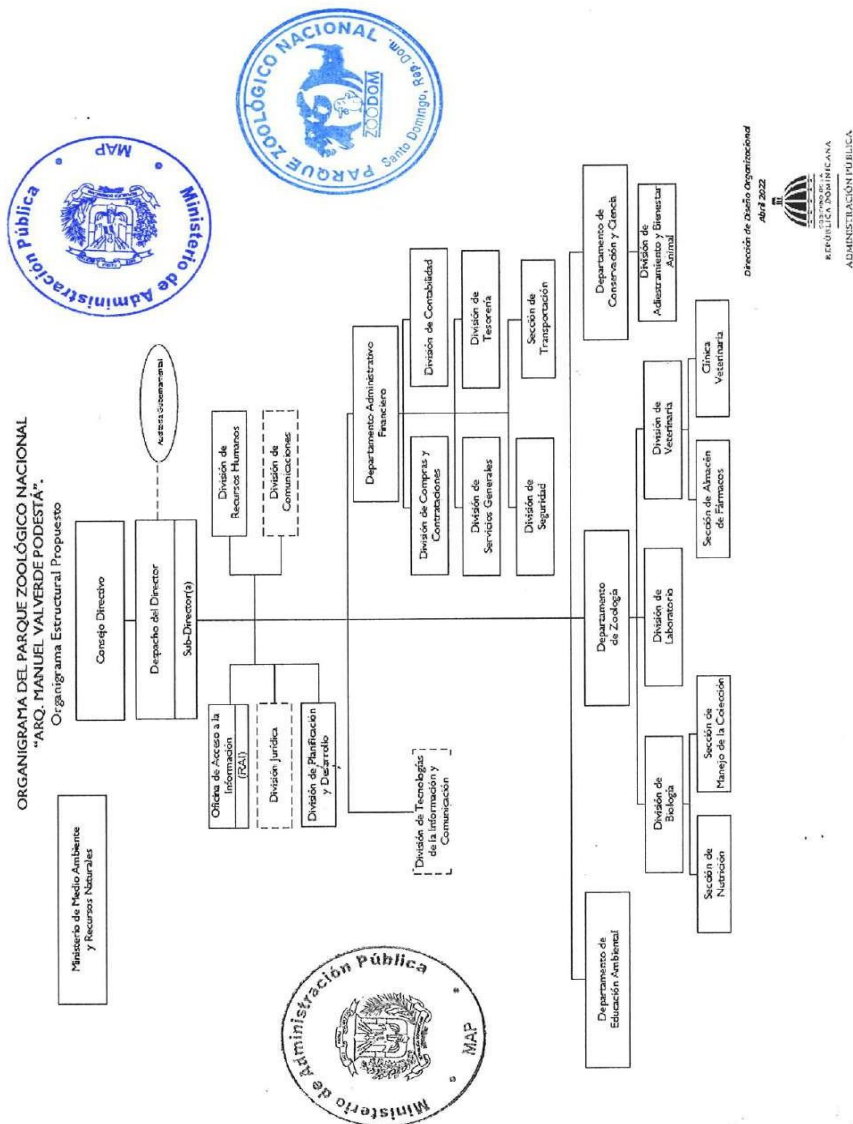 ORGANIGRAMA DEL PARQUE ZOOLÓGICO NACIONAL
"ARQ. MANUEL VALVERDE PODESTÁ".
Organigrama Estructural Propuesto
Ministerio de Medio Ambiente
y Recursos Naturales
Consejo Directivo
Despacho del Director
Sub-Director(a)
Auditoría Gubernamental
Ministerio de Administración Pública
MAP
Oficina de Acceso a la
Información
(RAI)
División Jurídica
División de Planificación
y Desarrollo
División de
Recursos Humanos
División de
Comunicaciones
PARQUE ZOOLÓGICO NACIONAL
ZOODOM
Santo Domingo, Rep. Dom.
División de Tecnologías
de la Información y
Comunicación
Departamento Administrativo
Financiero
División de Compras y
Contrataciones
División de Contabilidad
División de
Servicios Generales
División de
Tesorería
División de
Seguridad
Sección de
Transportación
Ministerio de Administración Pública
MAP
Departamento de
Educación Ambiental
Departamento
de Zoología
Departamento de
Conservación y Ciencia
División de
Biología
División de
Laboratorio
División de
Veterinaria
División de
Adiestramiento y Bienestar
Animal
Sección de
Nutrición
Sección de
Manejo de la Colección
Sección de Almacén
de Fármacos
Clínica
Veterinaria
Dirección de Diseño Organizacional
Abril 2022
GOBIERNO DE LA
REPÚBLICA DOMINICANA
ADMINISTRACIÓN PÚBLICA